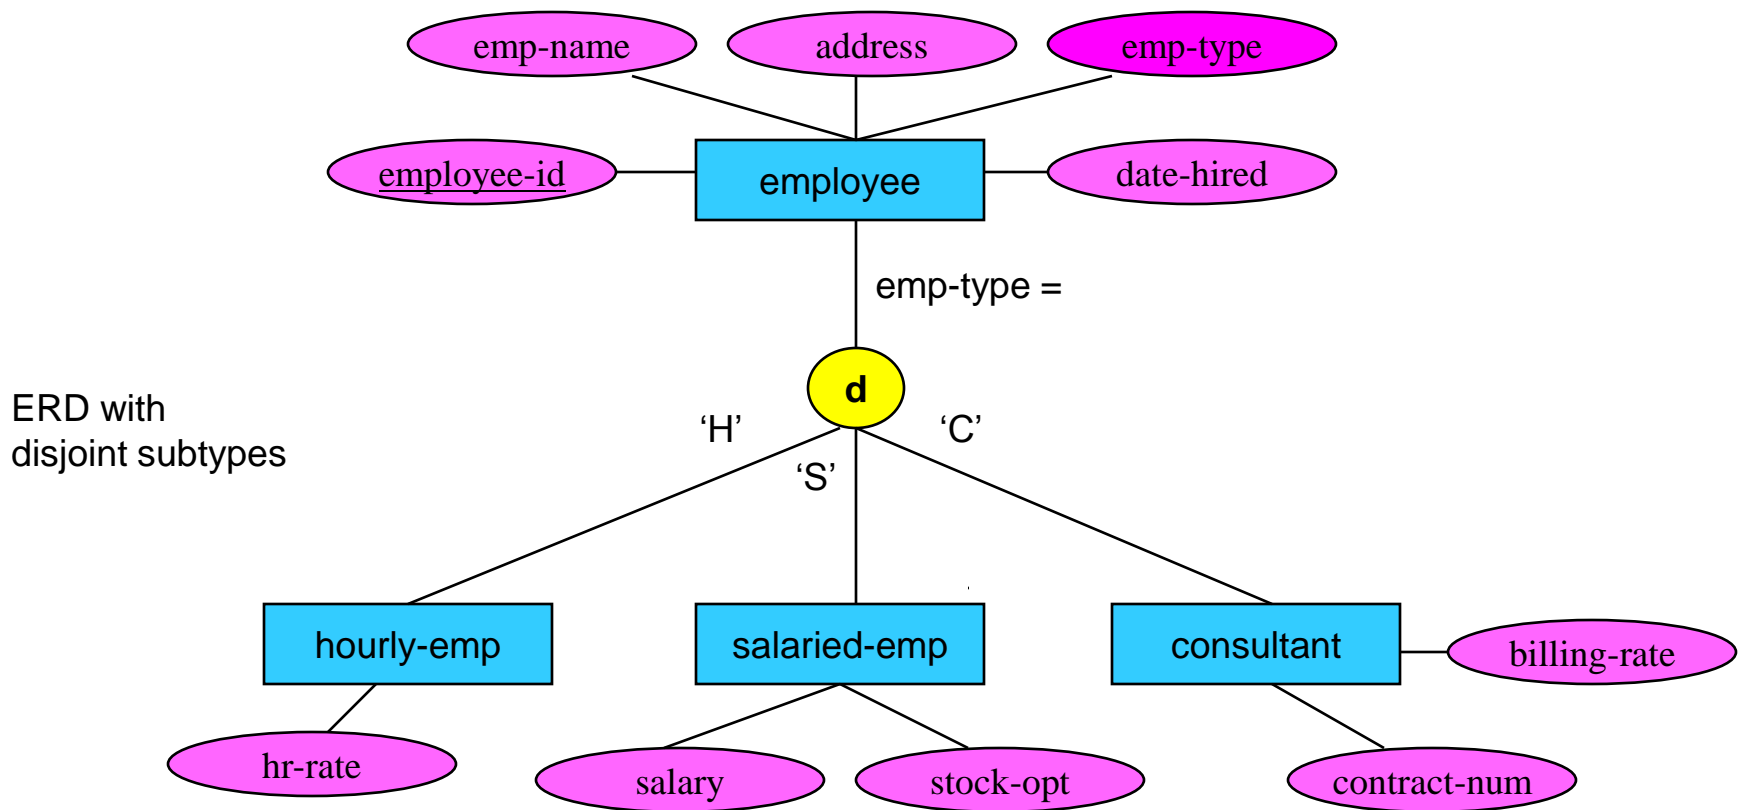 emp-name
address
emp-type
employee-id
employee
date-hired
emp-type =
d
ERD with
disjoint subtypes
‘H’
‘C’
‘S’
hourly-emp
salaried-emp
consultant
billing-rate
hr-rate
salary
stock-opt
contract-num